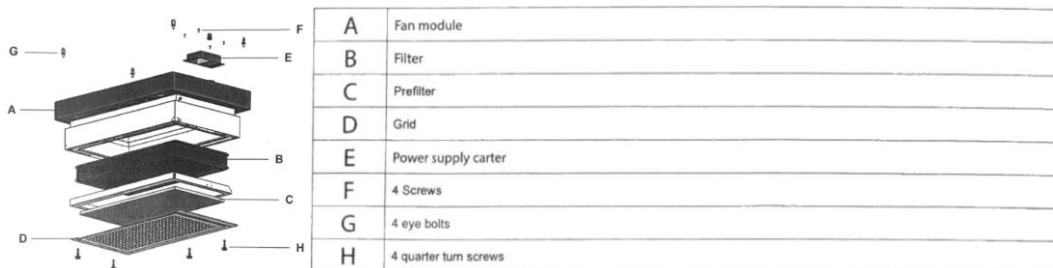 F
G
E
A
B
C
D
H
A Fan module
B Filter
C Prefilter
D Grid
E Power supply carter
F 4 Screws
G 4 eye bolts
H 4 quarter turn screws